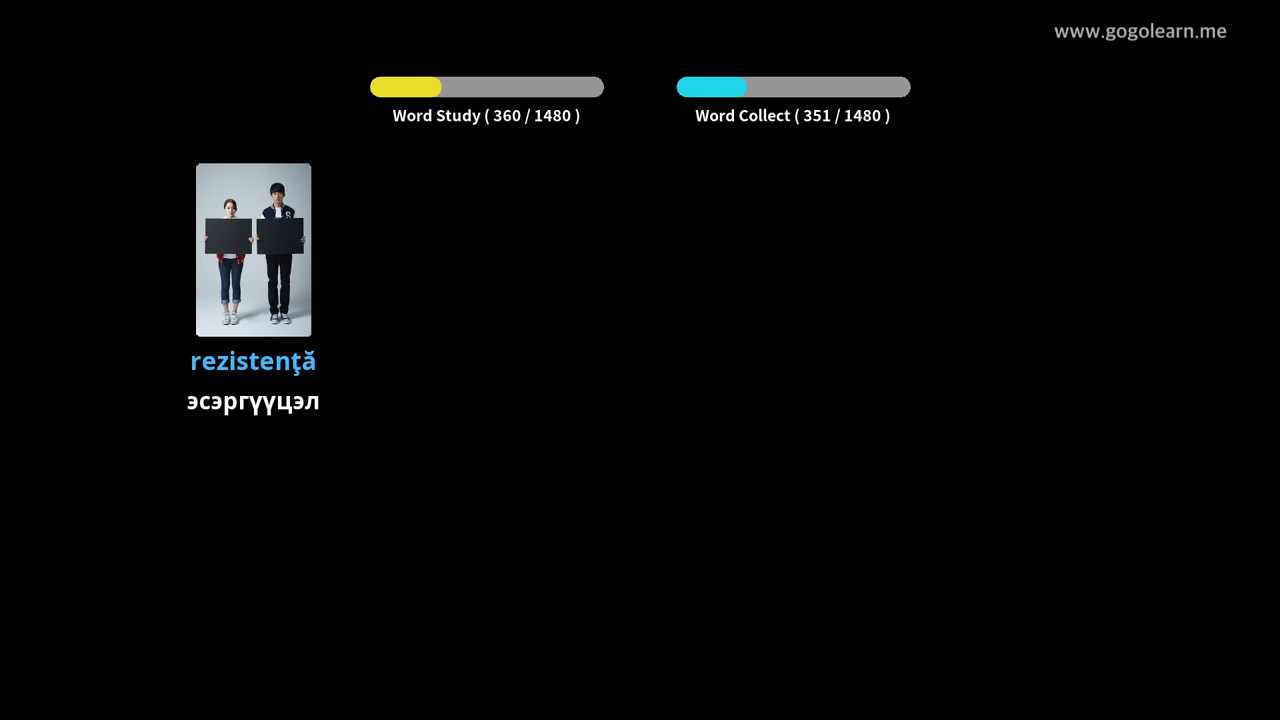 www.gogolearn.me
Word Study ( 360 / 1480 )
Word Collect ( 351 / 1480 )
rezistenţă
эсэргүүцэл